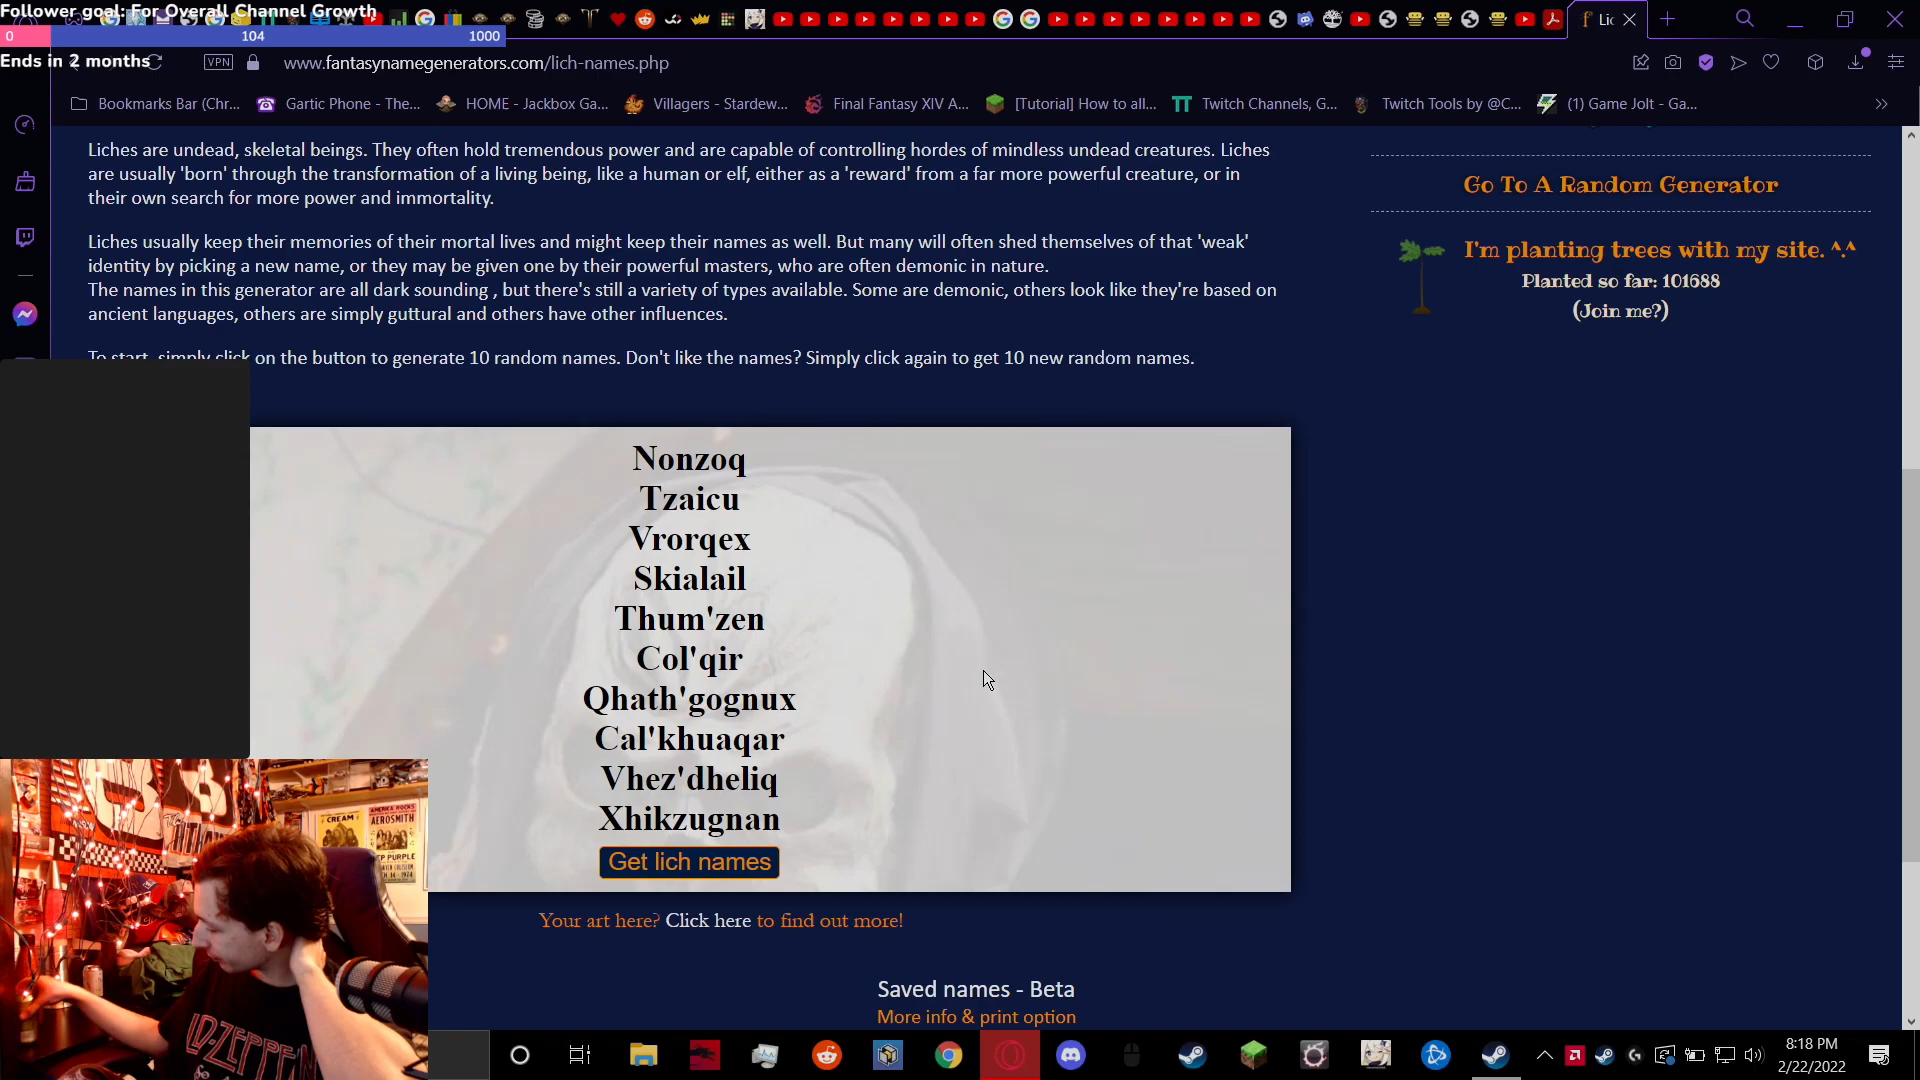 Follower goal: For Overall Channel Growth
0 104 1000
Ends in 2 months
Lic
VPN
www.fantasynamegenerators.com/lich-names.php
Bookmarks Bar (Chr...
Gartic Phone - The...
HOME - Jackbox Ga...
Villagers - Stardew...
Final Fantasy XIV A...
[Tutorial] How to all...
Twitch Channels, G...
Twitch Tools by @C...
(1) Game Jolt - Ga...
Liches are undead, skeletal beings. They often hold tremendous power and are capable of controlling hordes of mindless undead creatures. Liches
are usually 'born' through the transformation of a living being, like a human or elf, either as a 'reward' from a far more powerful creature, or in
their own search for more power and immortality.
Liches usually keep their memories of their mortal lives and might keep their names as well. But many will often shed themselves of that 'weak'
identity by picking a new name, or they may be given one by their powerful masters, who are often demonic in nature.
The names in this generator are all dark sounding , but there's still a variety of types available. Some are demonic, others look like they're based on
ancient languages, others are simply guttural and others have other influences.
To start, simply click on the button to generate 10 random names. Don't like the names? Simply click again to get 10 new random names.
Go To A Random Generator
I'm planting trees with my site. ^.^
Planted so far: 101688
(Join me?)
Nonzoq
Tzaicu
Vrorqex
Skialail
Thum'zen
Col'qir
Qhath'gognux
Cal'khuaqar
Vhez'dheliq
Xhikzugnan
Get lich names
Your art here? Click here to find out more!
Saved names - Beta
More info & print option
CREAM
AMERICA ROCKS
AEROSMITH
PURPLE
LED-ZEPPE
8:18 PM
2/22/2022